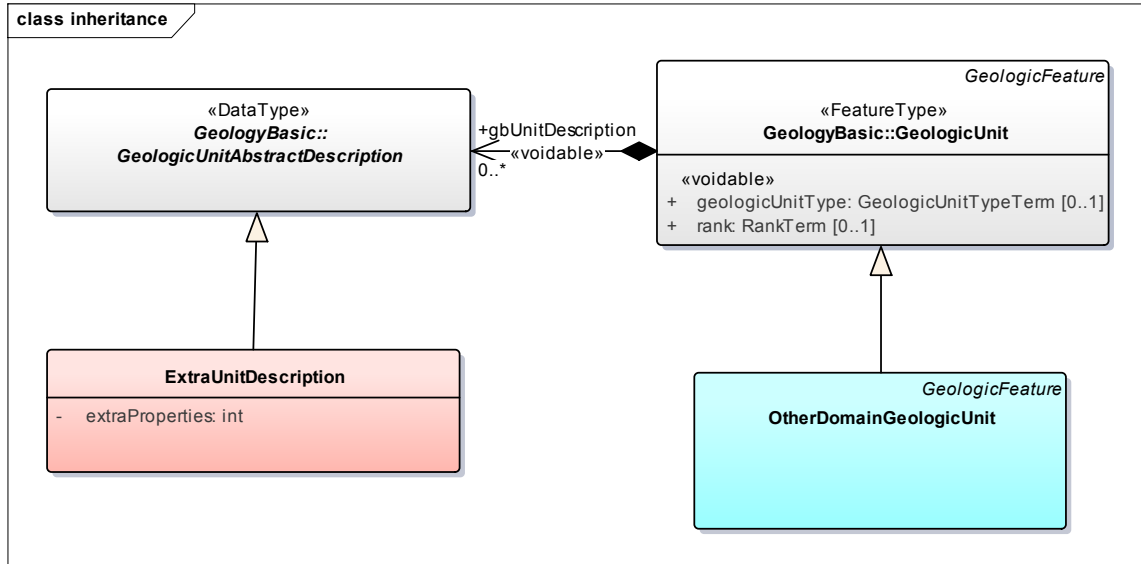 class inheritance
«DataType»
GeologyBasic::
GeologicUnitAbstractDescription
+gbUnitDescription
«voidable»
0..*
GeologicFeature
«FeatureType»
GeologyBasic::GeologicUnit
«voidable»
+ geologicUnitType: GeologicUnitTypeTerm [0..1]
+ rank: RankTerm [0..1]
ExtraUnitDescription
- extraProperties: int
GeologicFeature
OtherDomainGeologicUnit